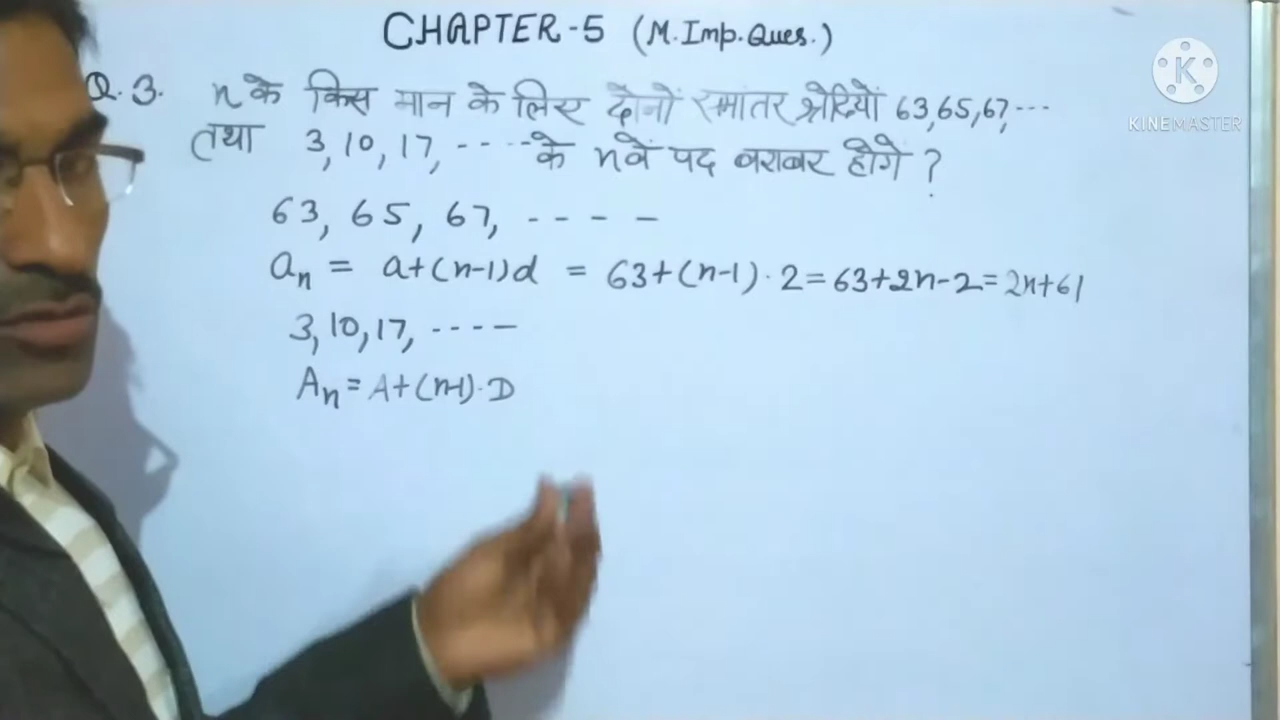 CHAPTER-5 (M.Imp.Ques.)
K
KINEMASTER
Q.3. n के किस मान के लिए दोनों समांतर श्रेढियों 63,65,67,---
तथा 3,10,17,----- के nवें पद बराबर होंगे ?
63, 65, 67, ----
an = a+(n-1)d = 63+(n-1)·2=63+2n-2=2n+61
3,10,17,----
An = A+(n-1)·D